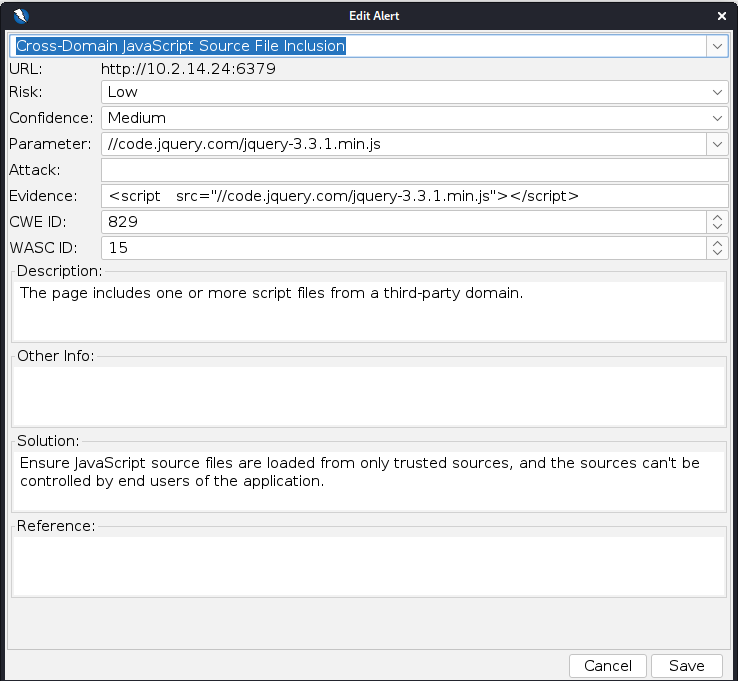 Edit Alert
Cross-Domain JavaScript Source File Inclusion
URL: http://10.2.14.24:6379
Risk: Low
Confidence: Medium
Parameter: //code.jquery.com/jquery-3.3.1.min.js
Attack:
Evidence: <script   src="//code.jquery.com/jquery-3.3.1.min.js"></script>
CWE ID: 829
WASC ID: 15
Description:
The page includes one or more script files from a third-party domain.
Other Info:
Solution:
Ensure JavaScript source files are loaded from only trusted sources, and the sources can't be
controlled by end users of the application.
Reference:
Cancel Save